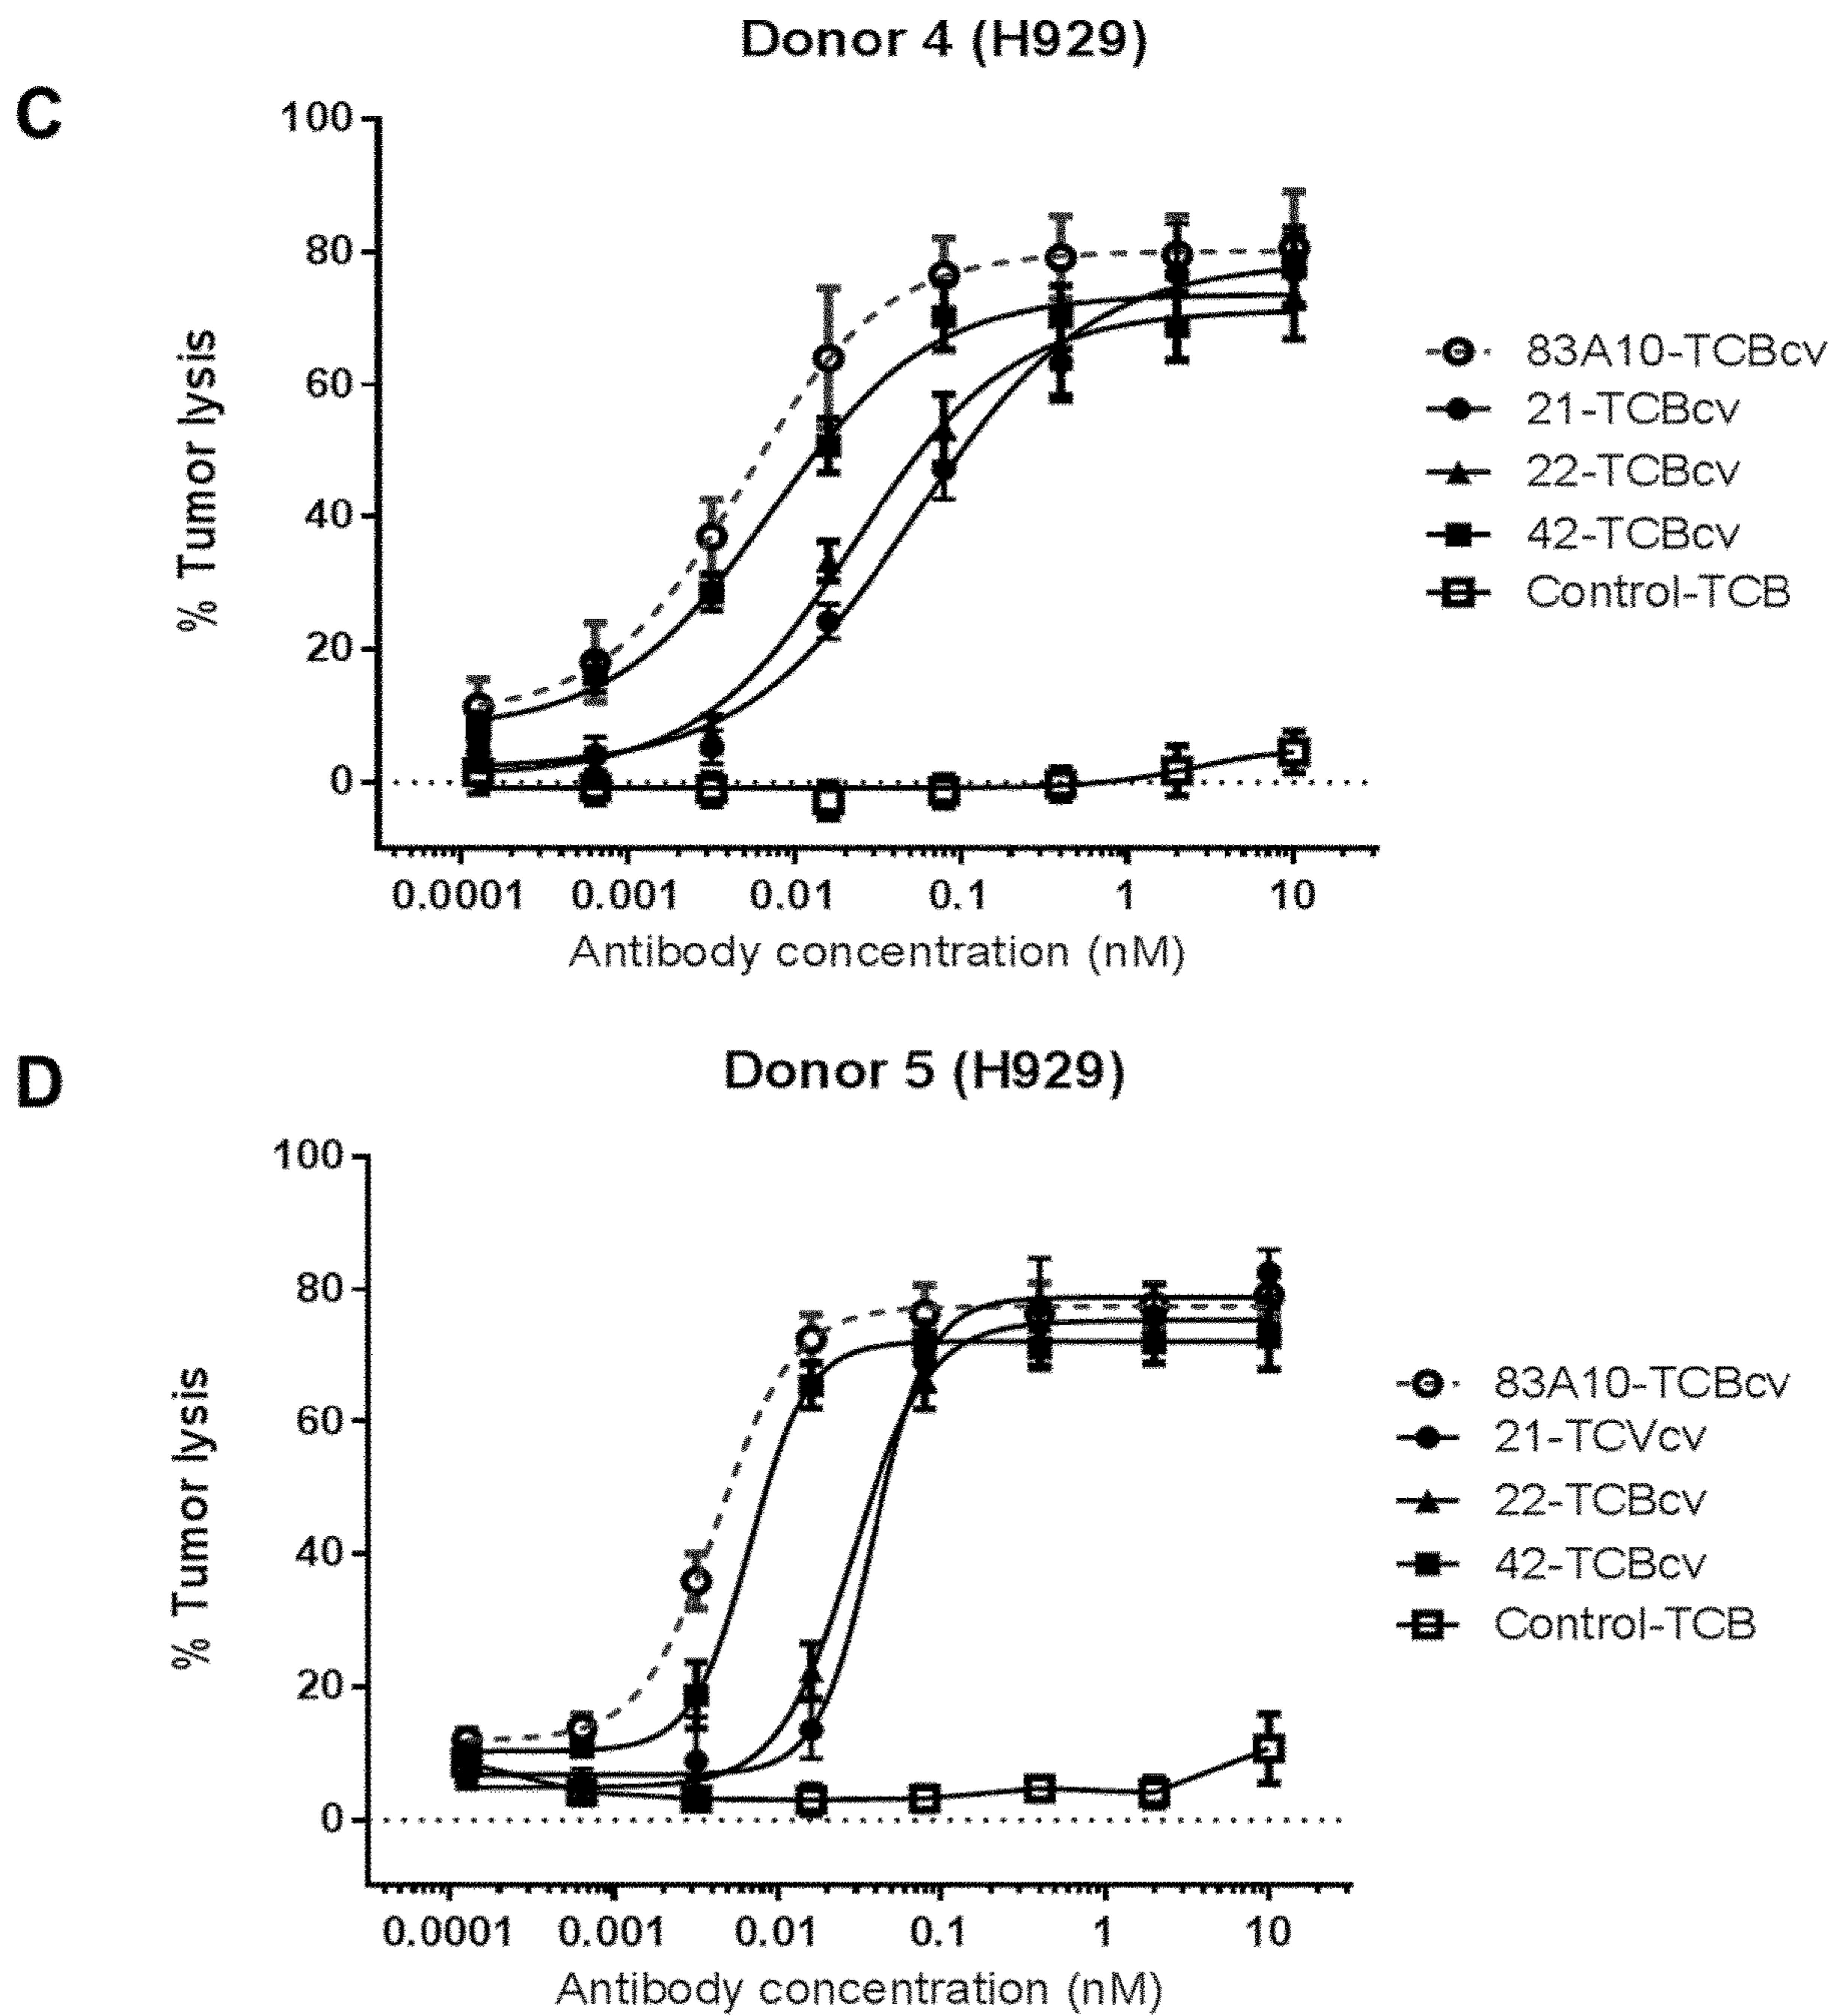 Donor 4 (H929)
C
100
80
60
40
20
0
% Tumor lysis
83A10-TCBcv
21-TCBcv
22-TCBcv
42-TCBcv
Control-TCB
0.0001 0.001 0.01 0.1 1 10
Antibody concentration (nM)
Donor 5 (H929)
D
100
80
60
40
20
0
% Tumor lysis
83A10-TCBcv
21-TCVcv
22-TCBcv
42-TCBcv
Control-TCB
0.0001 0.001 0.01 0.1 1 10
Antibody concentration (nM)